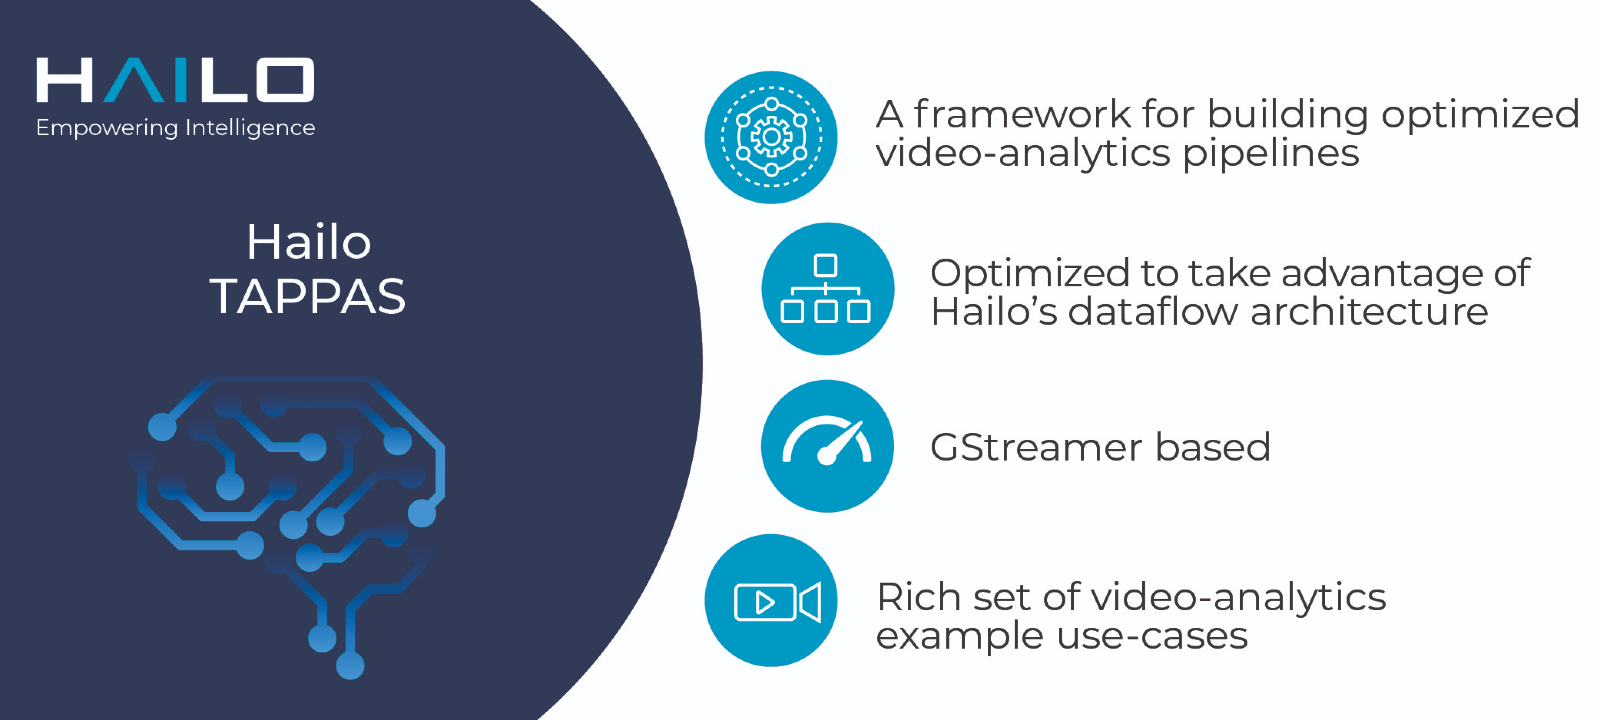 HAILO
Empowering Intelligence
Hailo
TAPPAS
A framework for building optimized
video-analytics pipelines
Optimized to take advantage of
Hailo’s dataflow architecture
GStreamer based
Rich set of video-analytics
example use-cases